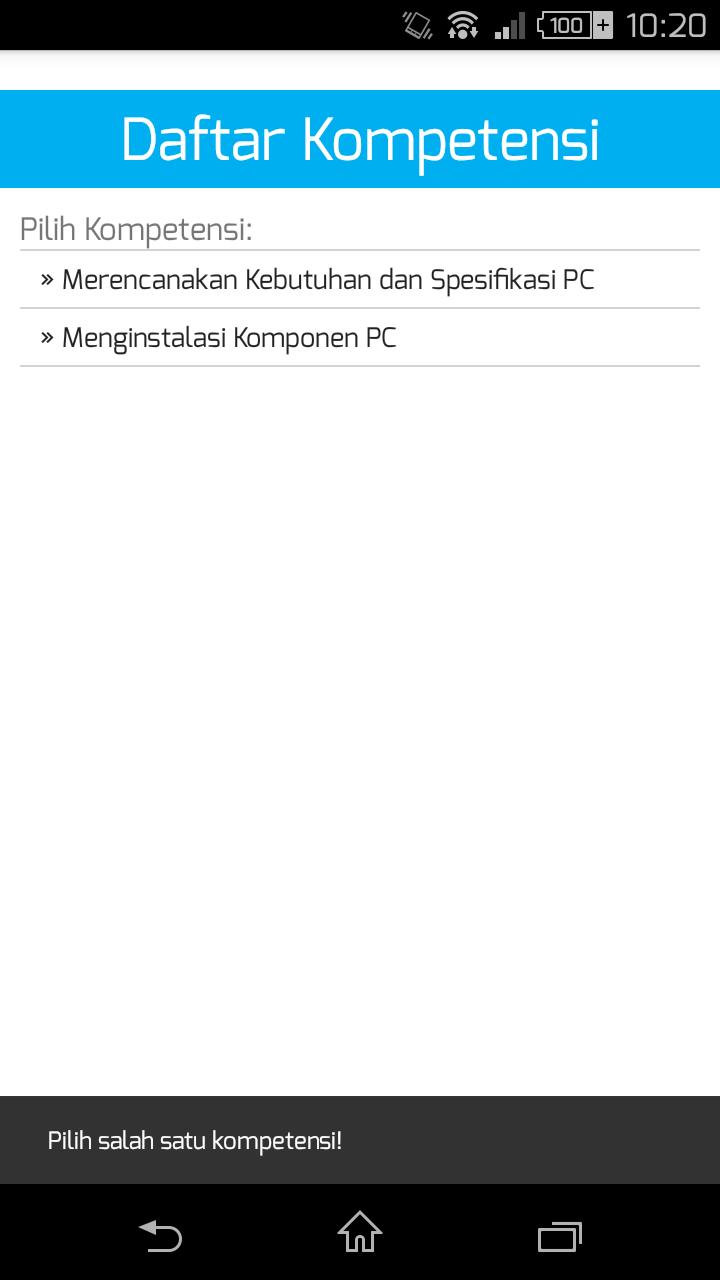 100 10:20
Daftar Kompetensi
Pilih Kompetensi:
» Merencanakan Kebutuhan dan Spesifikasi PC
» Menginstalasi Komponen PC
Pilih salah satu kompetensi!